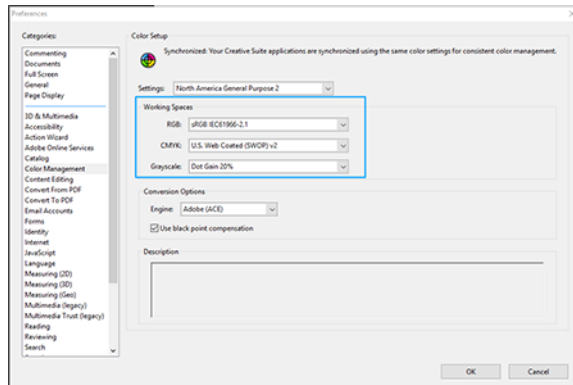 Preferences
Categories:
Commenting
Documents
Full Screen
General
Page Display
3D & Multimedia
Accessibility
Action Wizard
Adobe Online Services
Catalog
Color Management
Content Editing
Convert From PDF
Convert To PDF
Email Accounts
Forms
Identity
Internet
JavaScript
Language
Measuring (2D)
Measuring (3D)
Measuring (Geo)
Multimedia (legacy)
Multimedia Trust (legacy)
Reading
Reviewing
Search
Color Setup
Synchronized: Your Creative Suite applications are synchronized using the same color settings for consistent color management.
Settings: North America General Purpose 2
Working Spaces
RGB: sRGB IEC61966-2.1
CMYK: U.S. Web Coated (SWOP) v2
Grayscale: Dot Gain 20%
Conversion Options
Engine: Adobe (ACE)
Use black point compensation
Description
OK Cancel